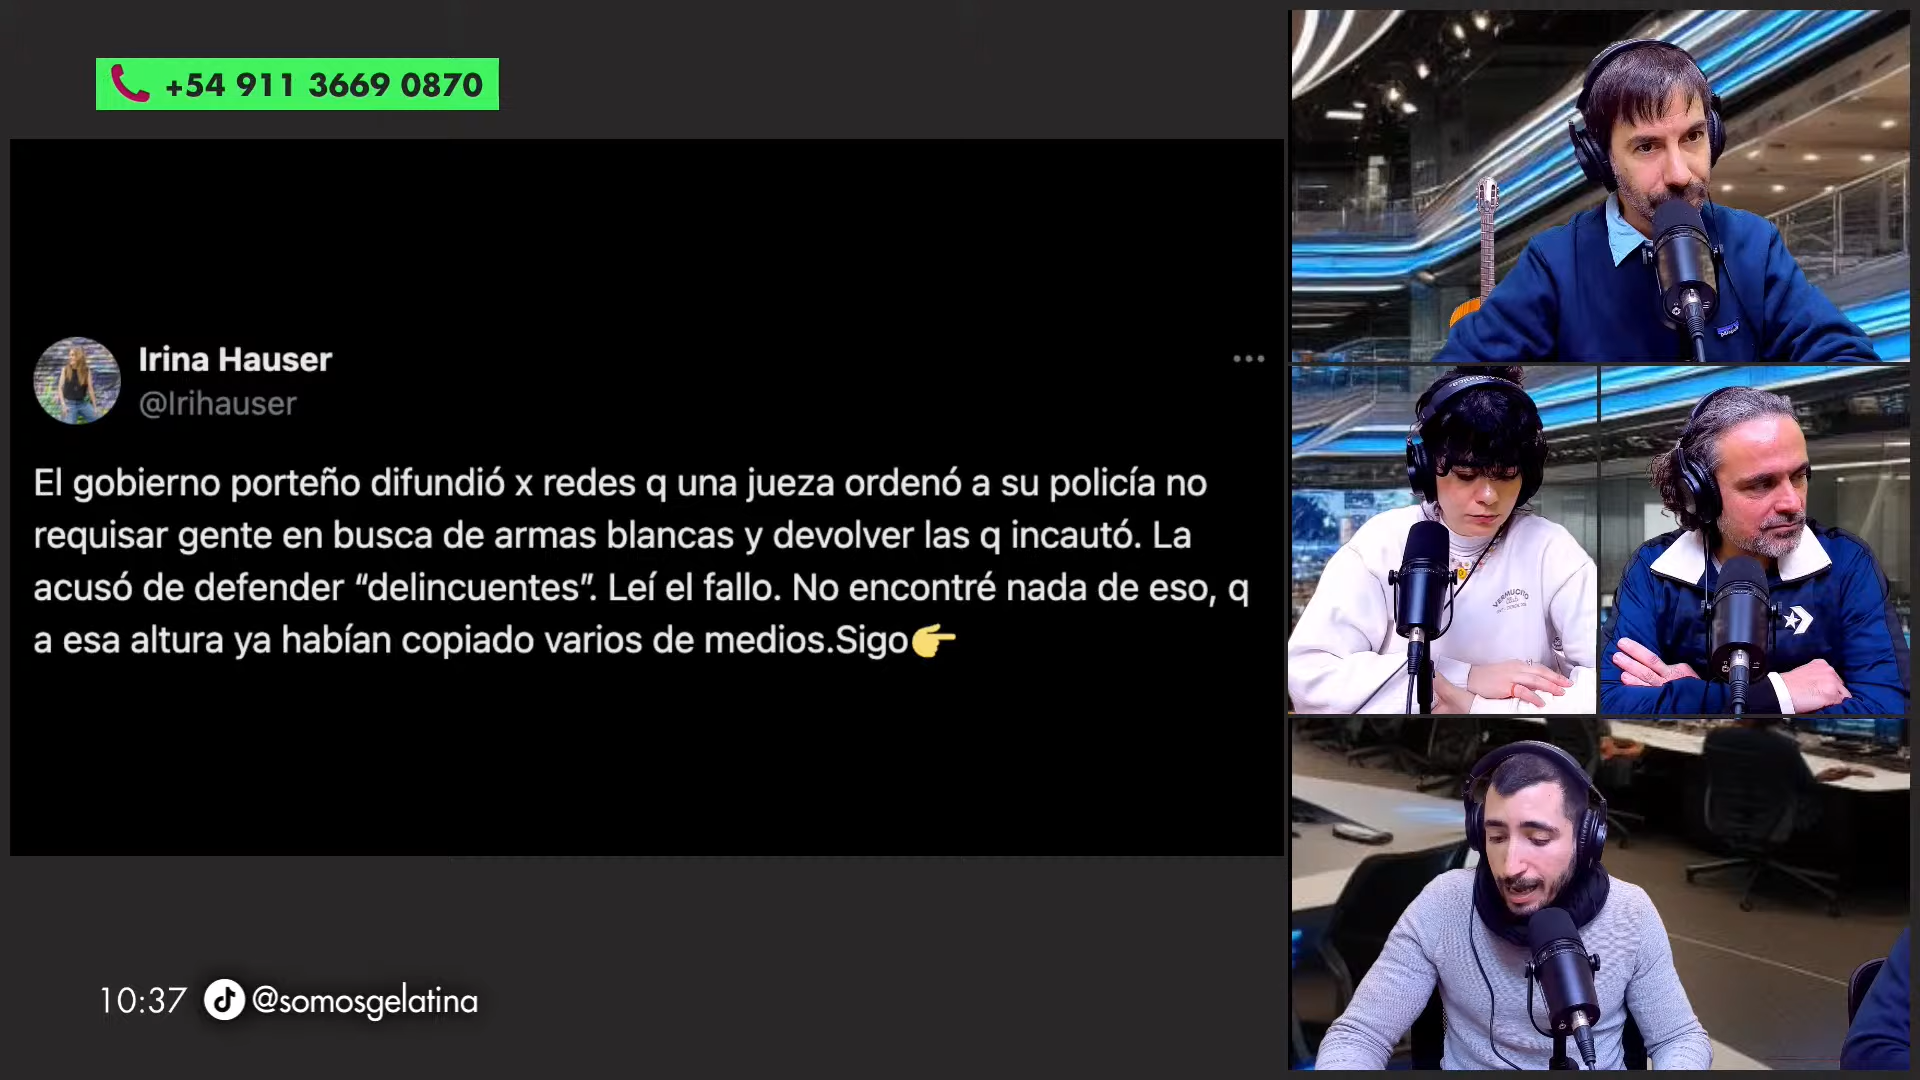 +54 911 3669 0870
Irina Hauser
@Irihauser
El gobierno porteño difundió x redes q una jueza ordenó a su policía no
requisar gente en busca de armas blancas y devolver las q incautó. La
acusó de defender “delincuentes”. Leí el fallo. No encontré nada de eso, q
a esa altura ya habían copiado varios de medios.Sigo👉
VERMUCHO
Club
10:37 @somosgelatina